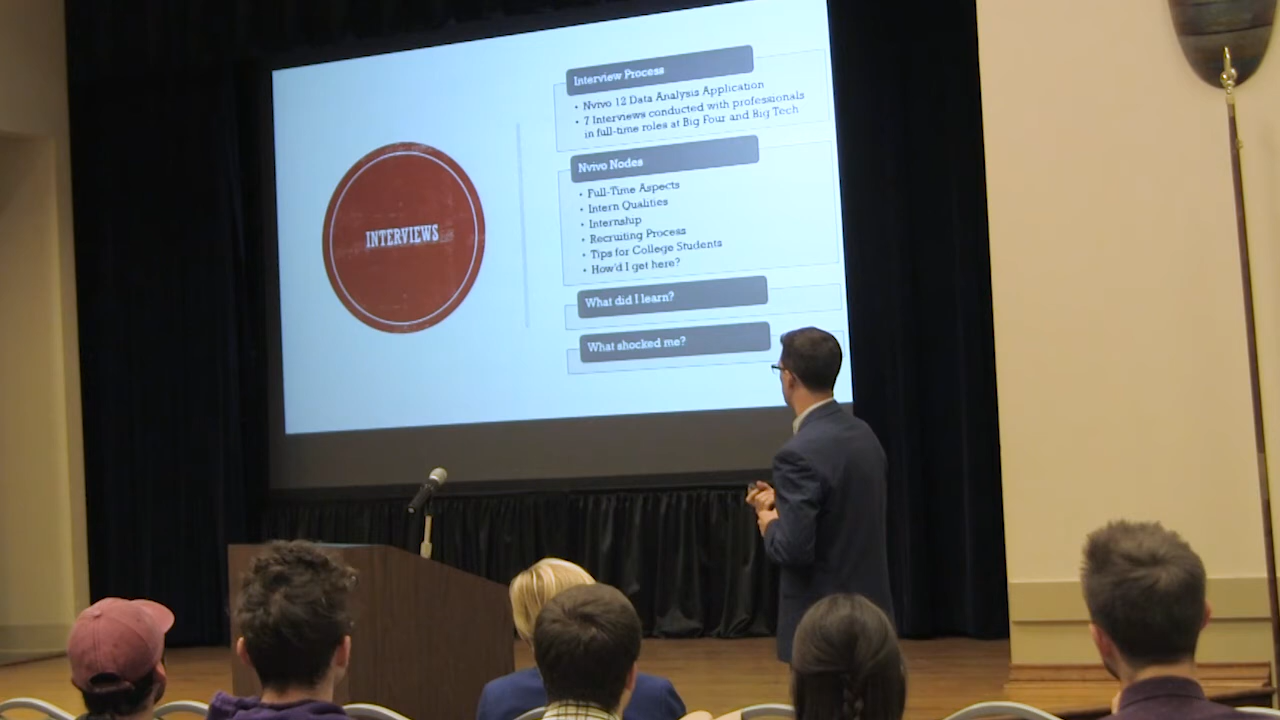 INTERVIEWS
Interview Process
• Nvivo 12 Data Analysis Application
• 7 Interviews conducted with professionals
in full-time roles at Big Four and Big Tech
Nvivo Nodes
• Full-Time Aspects
• Intern Qualities
• Internship
• Recruiting Process
• Tips for College Students
• How'd I get here?
What did I learn?
What shocked me?